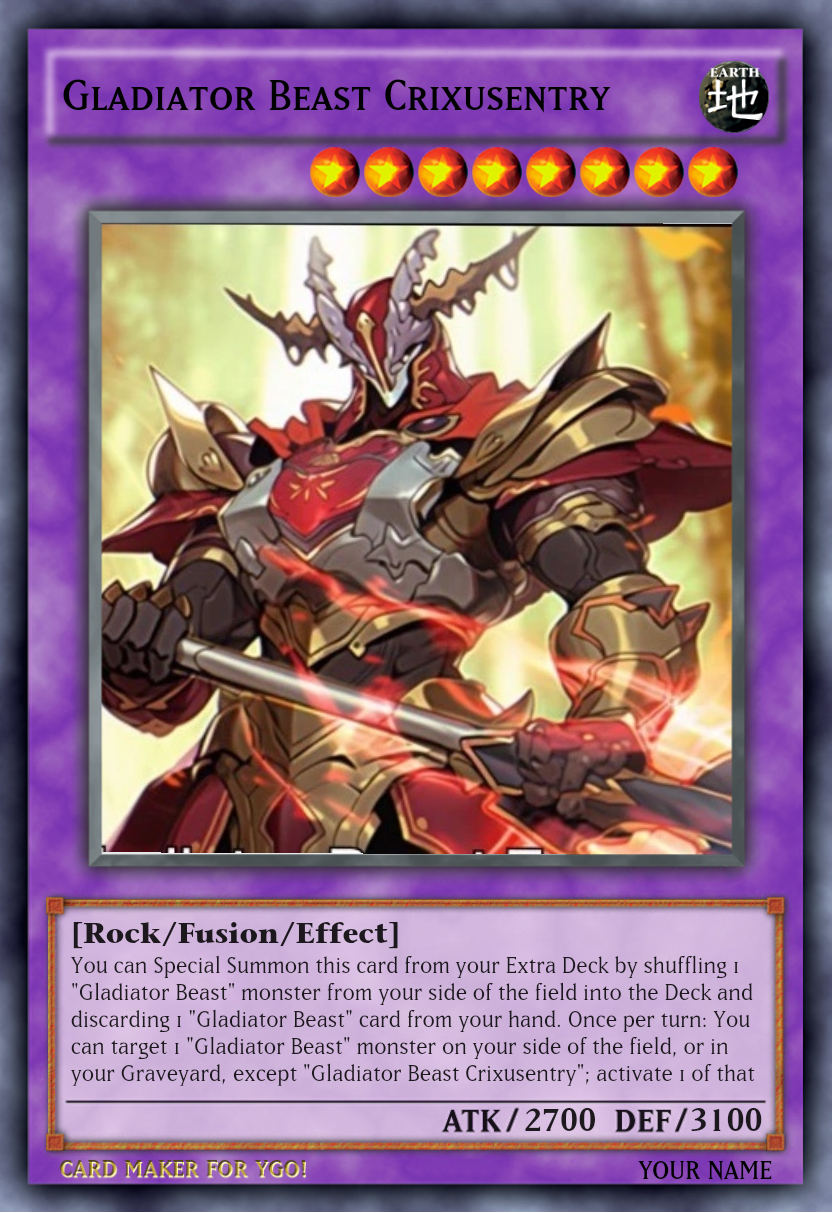 Gladiator Beast Crixusentry
EARTH
地
[Rock/Fusion/Effect]
You can Special Summon this card from your Extra Deck by shuffling 1
"Gladiator Beast" monster from your side of the field into the Deck and
discarding 1 "Gladiator Beast" card from your hand. Once per turn: You
can target 1 "Gladiator Beast" monster on your side of the field, or in
your Graveyard, except "Gladiator Beast Crixusentry"; activate 1 of that
ATK/2700 DEF/3100
CARD MAKER FOR YGO!
YOUR NAME